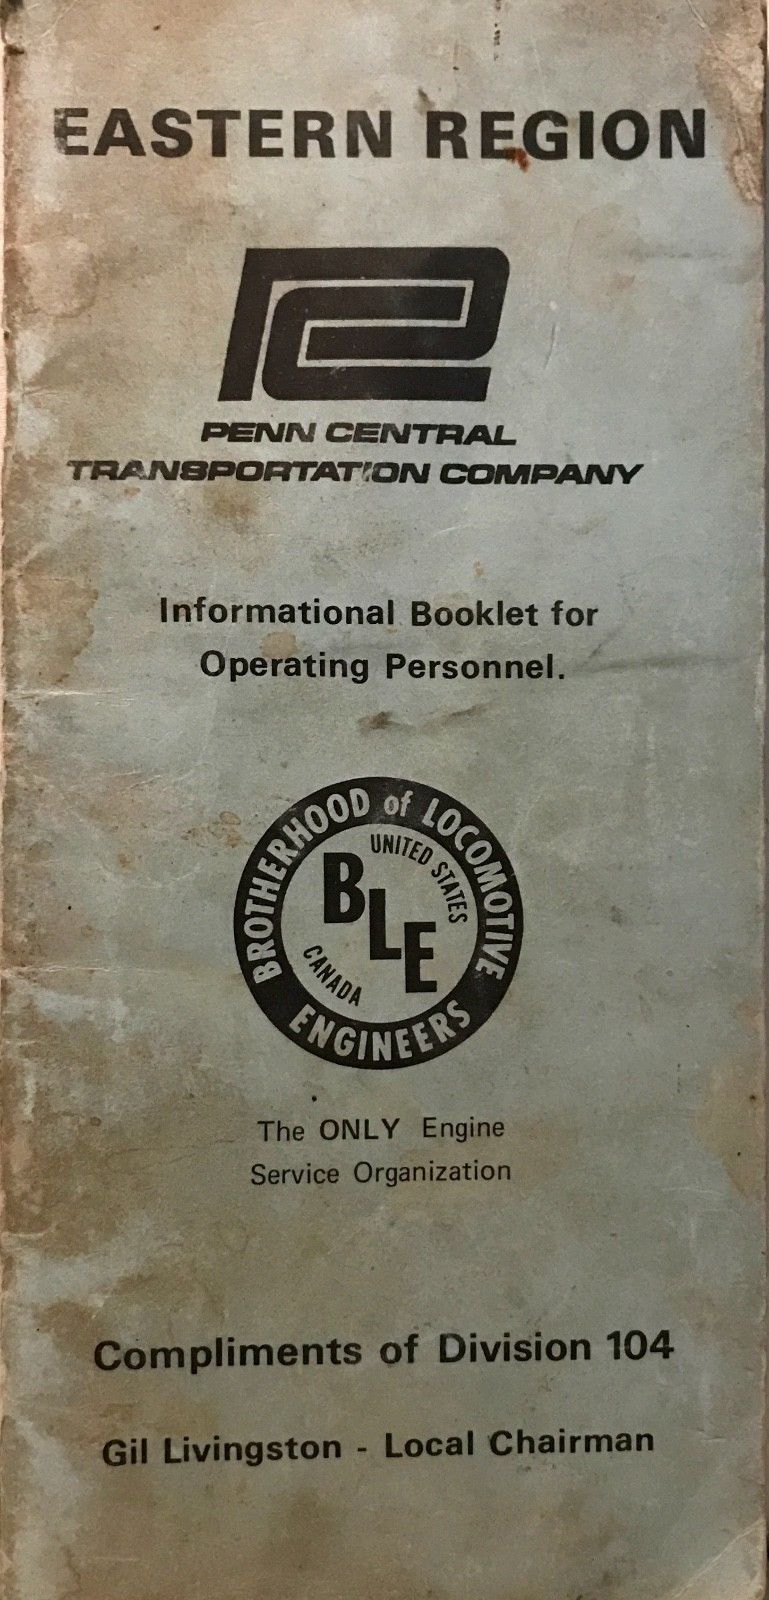 EASTERN REGION
PC
PENN CENTRAL
TRANSPORTATION COMPANY
Informational Booklet for
Operating Personnel.
BROTHERHOOD of LOCOMOTIVE
ENGINEERS
UNITED STATES
BLE
CANADA
The ONLY Engine
Service Organization
Compliments of Division 104
Gil Livingston - Local Chairman